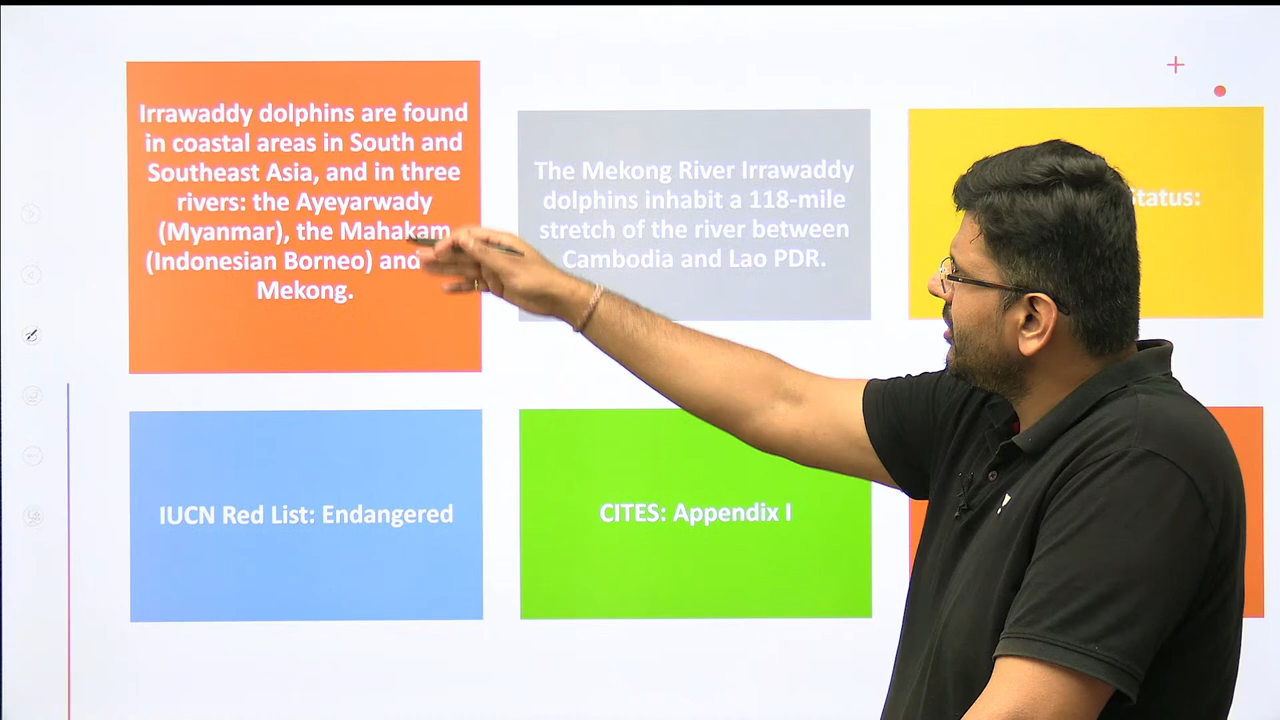 Irrawaddy dolphins are found
in coastal areas in South and
Southeast Asia, and in three
rivers: the Ayeyarwady
(Myanmar), the Mahakam
(Indonesian Borneo) and
Mekong.
The Mekong River Irrawaddy
dolphins inhabit a 118-mile
stretch of the river between
Cambodia and Lao PDR.
Status:
IUCN Red List: Endangered
CITES: Appendix I